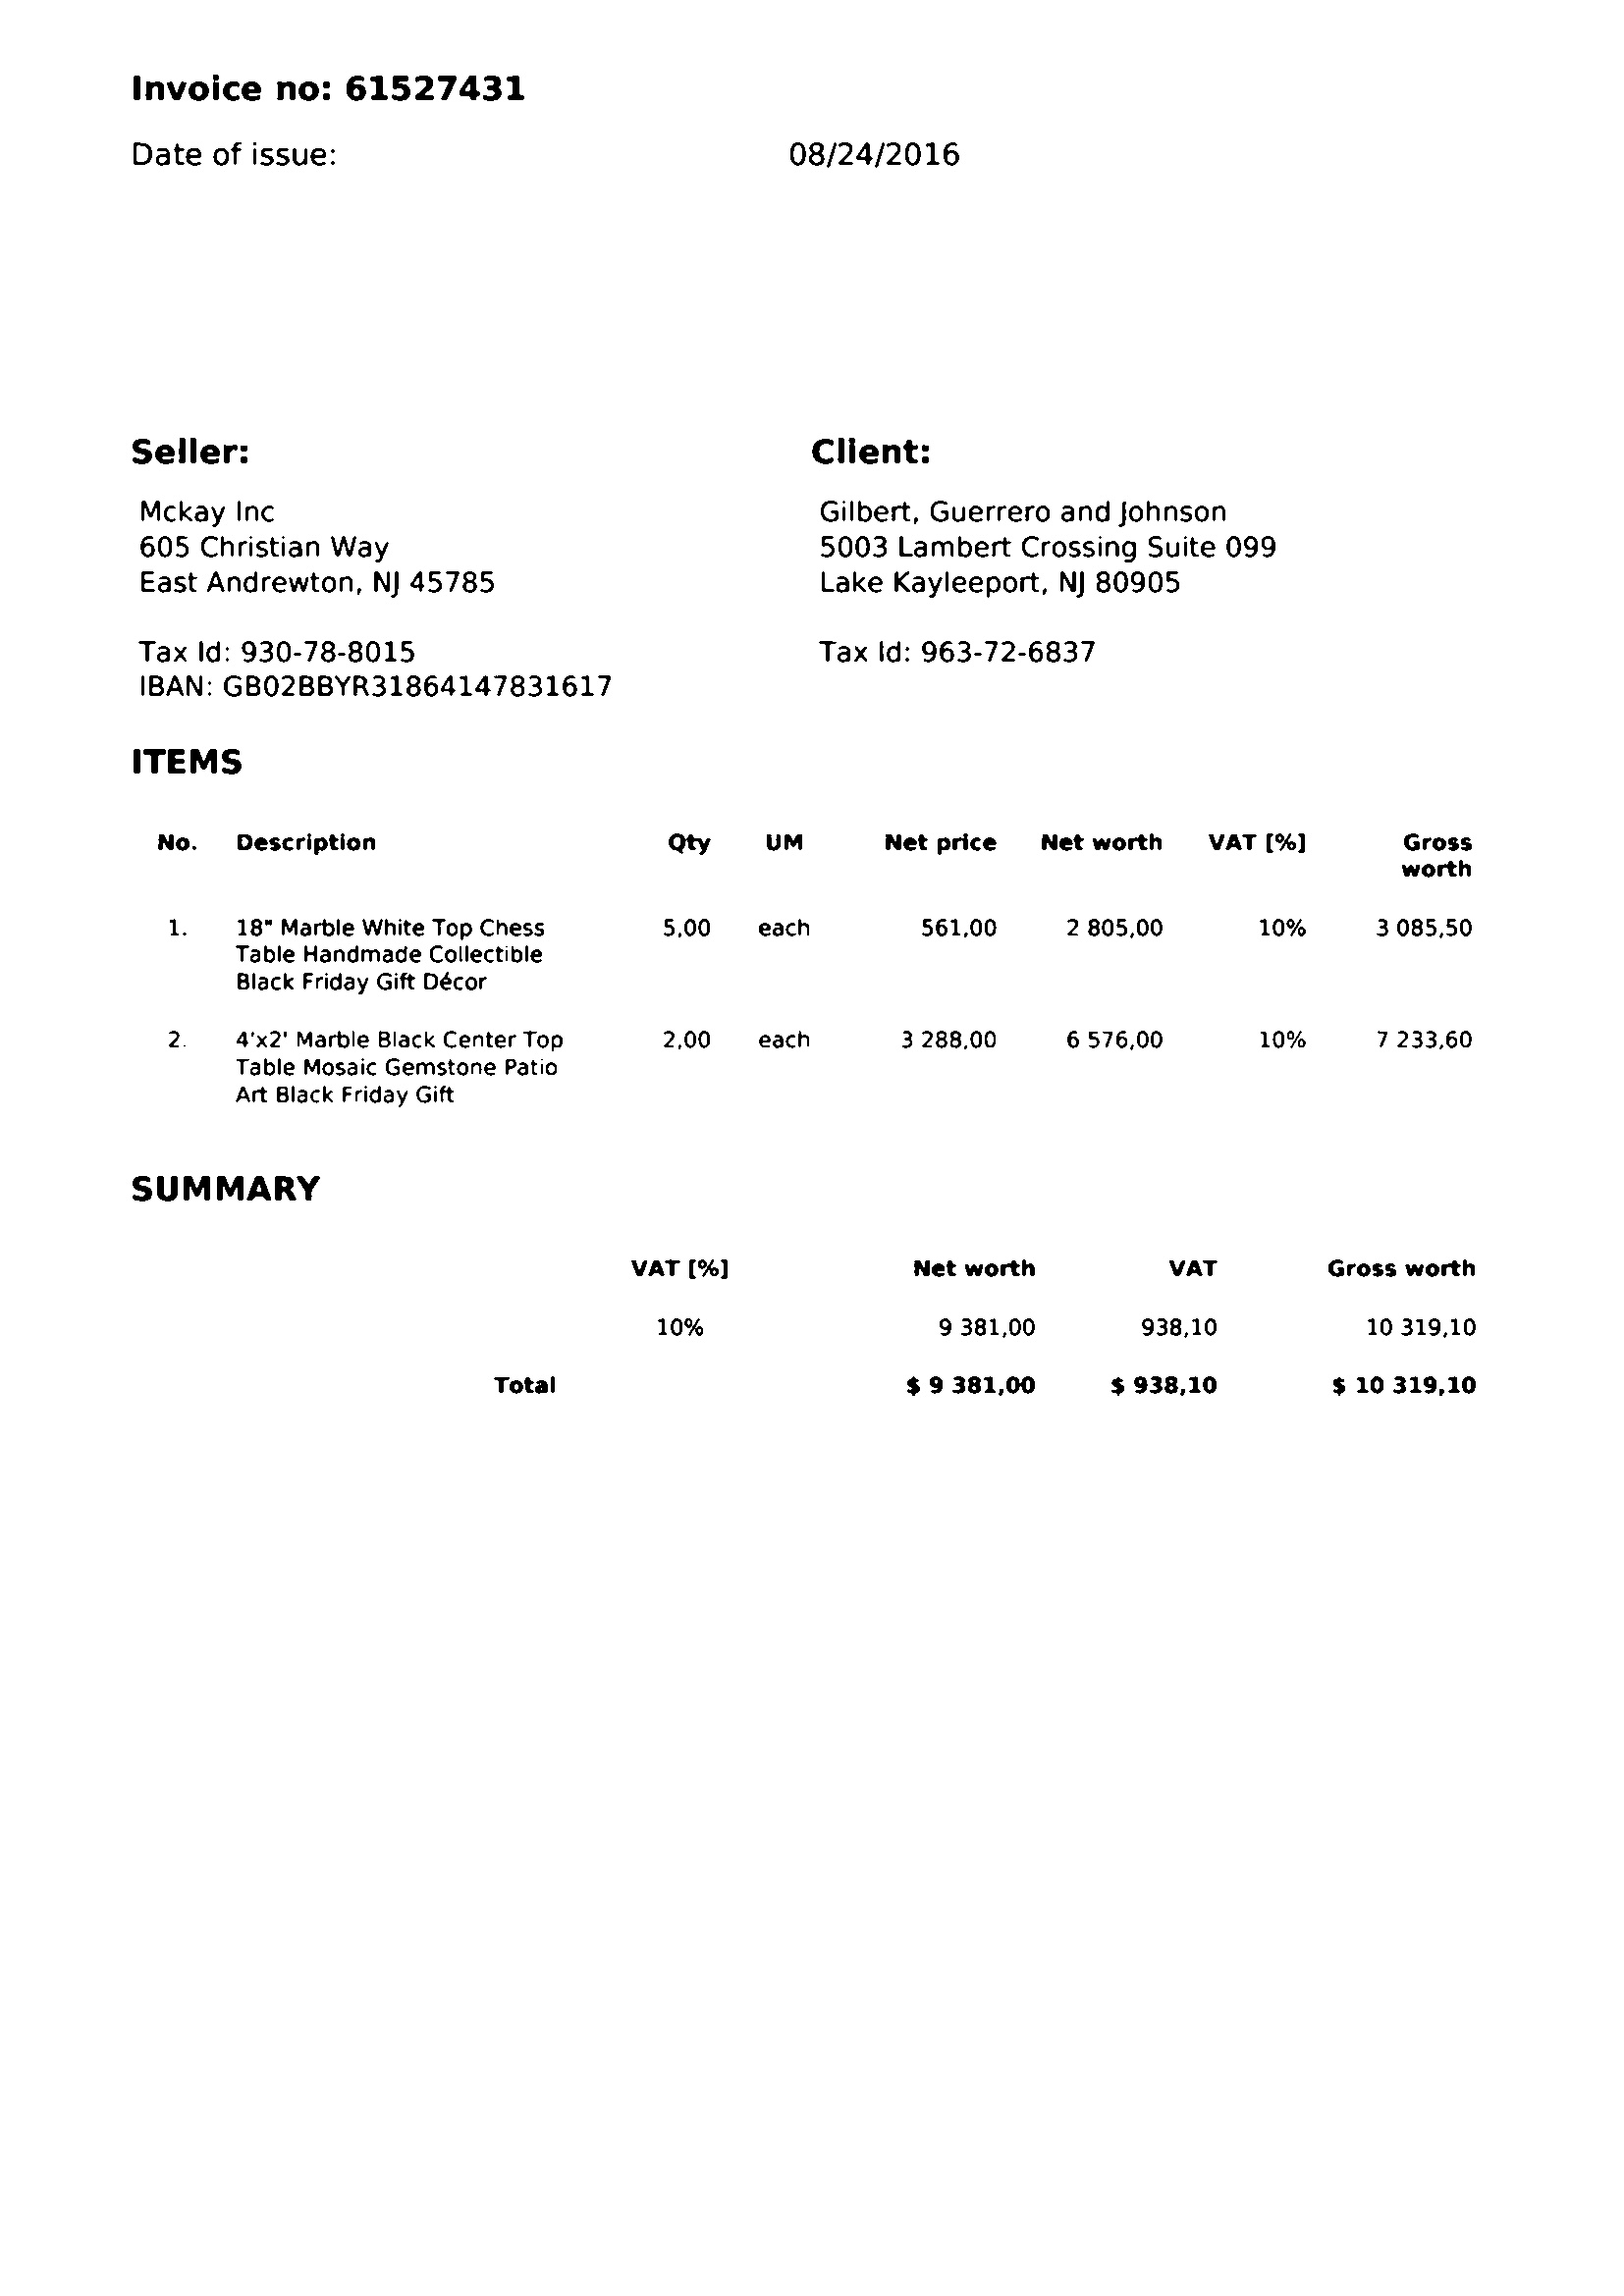 Invoice no: 61527431
Date of issue: 08/24/2016
Seller:
Mckay Inc
605 Christian Way
East Andrewton, NJ 45785
Tax Id: 930-78-8015
IBAN: GB02BBYR31864147831617
Client:
Gilbert, Guerrero and Johnson
5003 Lambert Crossing Suite 099
Lake Kayleeport, NJ 80905
Tax Id: 963-72-6837
ITEMS
No. Description Qty UM Net price Net worth VAT [%] Gross
worth
1. 18" Marble White Top Chess 5,00 each 561,00 2 805,00 10% 3 085,50
Table Handmade Collectible
Black Friday Gift Décor
2. 4'x2' Marble Black Center Top 2,00 each 3 288,00 6 576,00 10% 7 233,60
Table Mosaic Gemstone Patio
Art Black Friday Gift
SUMMARY
VAT [%] Net worth VAT Gross worth
10% 9 381,00 938,10 10 319,10
Total $ 9 381,00 $ 938,10 $ 10 319,10